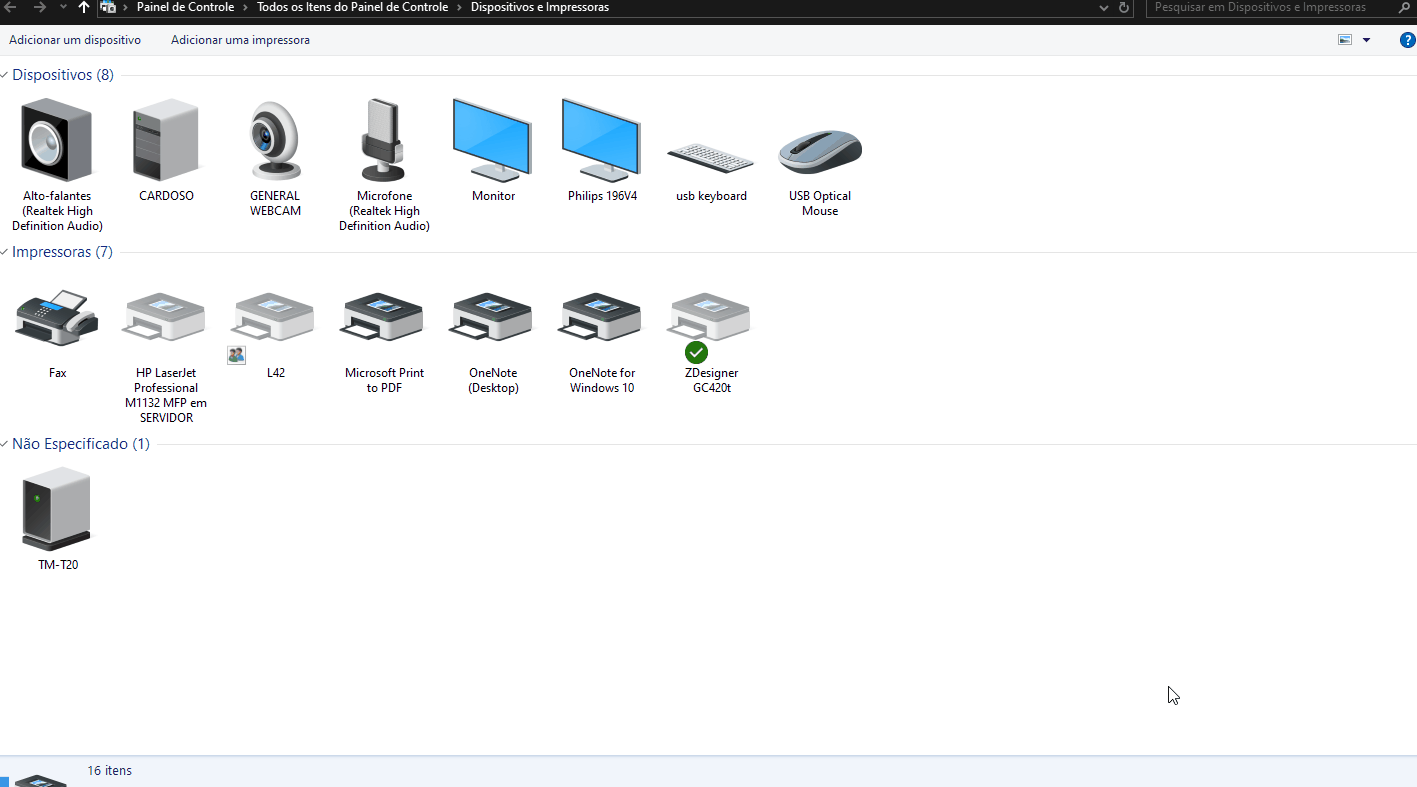 Painel de Controle › Todos os Itens do Painel de Controle › Dispositivos e Impressoras
Pesquisar em Dispositivos e Impressoras
Adicionar um dispositivo
Adicionar uma impressora
Dispositivos (8)
Alto-falantes
(Realtek High
Definition Audio)
CARDOSO
GENERAL
WEBCAM
Microfone
(Realtek High
Definition Audio)
Monitor
Philips 196V4
usb keyboard
USB Optical
Mouse
Impressoras (7)
Fax
HP LaserJet
Professional
M1132 MFP em
SERVIDOR
L42
Microsoft Print
to PDF
OneNote
(Desktop)
OneNote for
Windows 10
ZDesigner
GC420t
Não Especificado (1)
TM-T20
16 itens